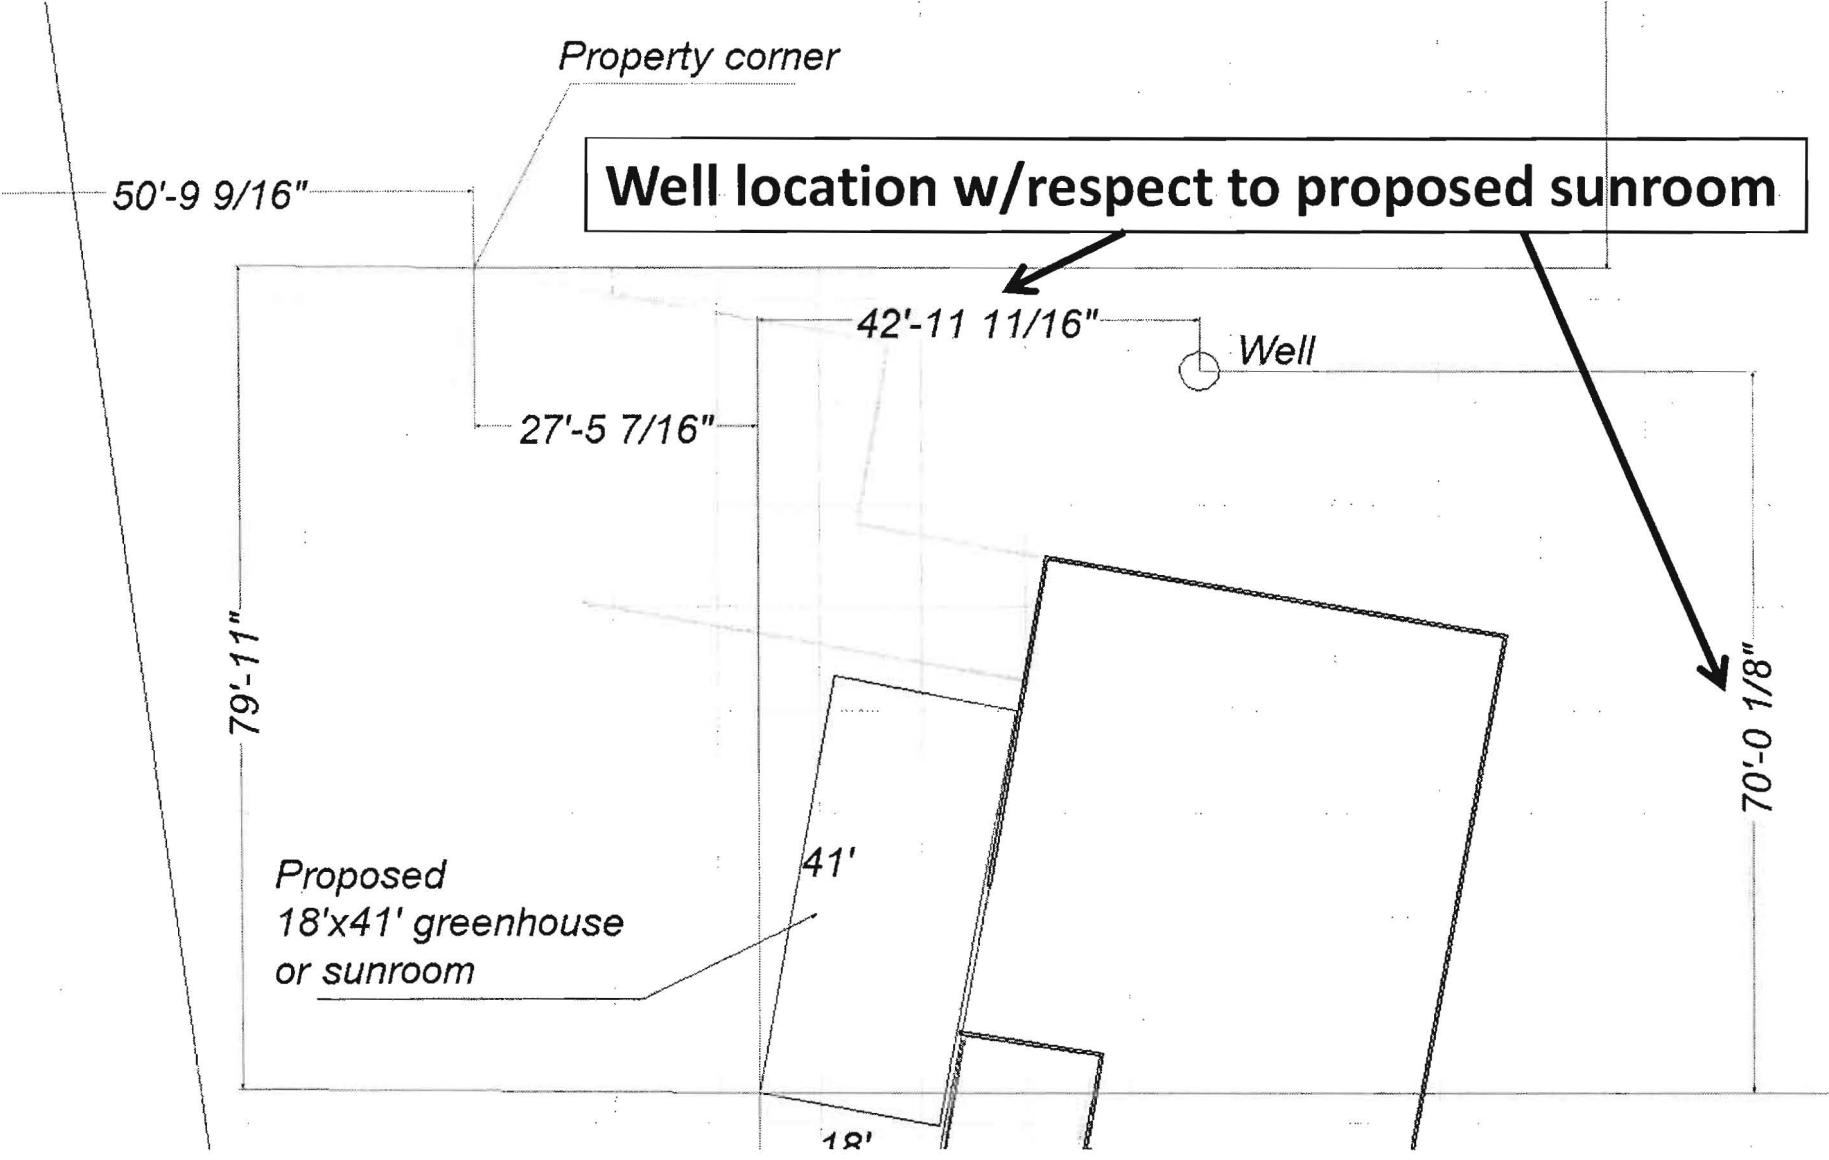 Property corner
50'-9 9/16"
Well location w/respect to proposed sunroom
42'-11 11/16"
Well
27'-5 7/16"
79'-11"
70'-0 1/8"
41'
Proposed
18'x41' greenhouse
or sunroom
18'